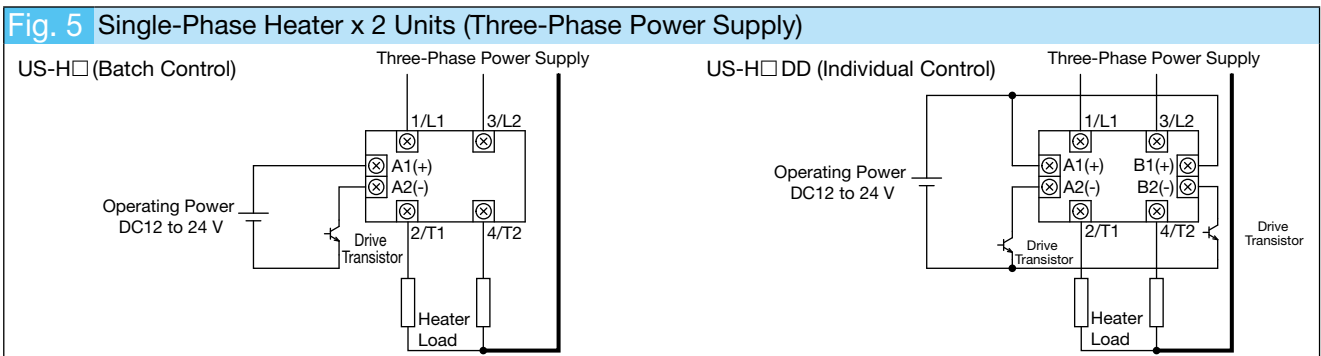 Fig. 5 Single-Phase Heater x 2 Units (Three-Phase Power Supply)
US-H□ (Batch Control)
Three-Phase Power Supply
1/L1
3/L2
A1(+)
A2(-)
Operating Power
DC12 to 24 V
Drive
Transistor
2/T1
4/T2
Heater
Load
US-H□DD (Individual Control)
Three-Phase Power Supply
1/L1
3/L2
A1(+)
B1(+)
A2(-)
B2(-)
Operating Power
DC12 to 24 V
Drive
Transistor
2/T1
4/T2
Drive
Transistor
Heater
Load